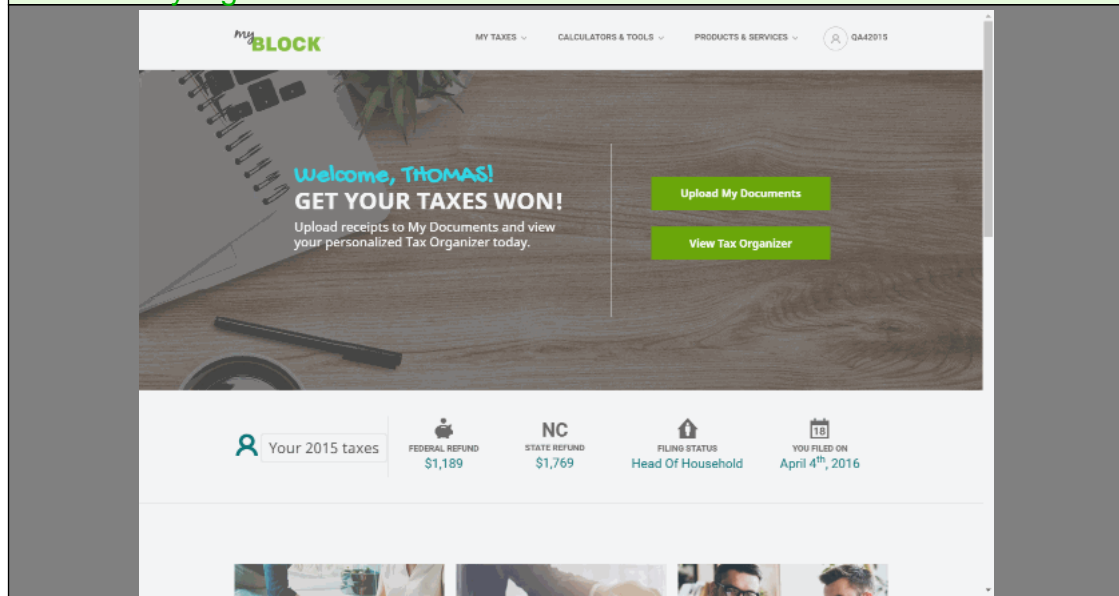 my BLOCK
MY TAXES
CALCULATORS & TOOLS
PRODUCTS & SERVICES
QA42015
Welcome, THOMAS!
GET YOUR TAXES WON!
Upload receipts to My Documents and view
your personalized Tax Organizer today.
Upload My Documents
View Tax Organizer
Your 2015 taxes
FEDERAL REFUND
$1,189
NC
STATE REFUND
$1,769
FILING STATUS
Head Of Household
18
YOU FILED ON
April 4th, 2016